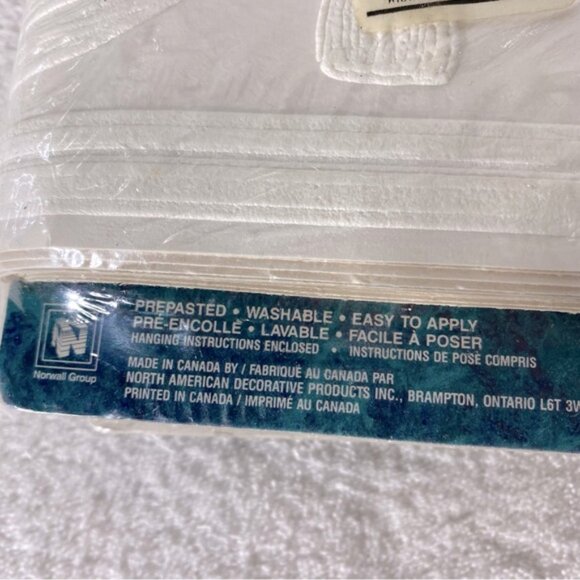 PREPASTED • WASHABLE • EASY TO APPLY
PRÉ-ENCOLLÉ • LAVABLE • FACILE À POSER
HANGING INSTRUCTIONS ENCLOSED • INSTRUCTIONS DE POSE COMPRIS
Norwall Group
MADE IN CANADA BY / FABRIQUÉ AU CANADA PAR
NORTH AMERICAN DECORATIVE PRODUCTS INC., BRAMPTON, ONTARIO L6T 3W
PRINTED IN CANADA / IMPRIMÉ AU CANADA